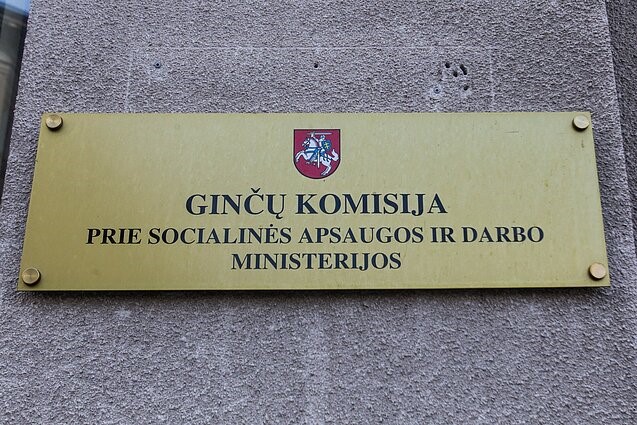 GINČŲ KOMISIJA
PRIE SOCIALINĖS APSAUGOS IR DARBO
MINISTERIJOS